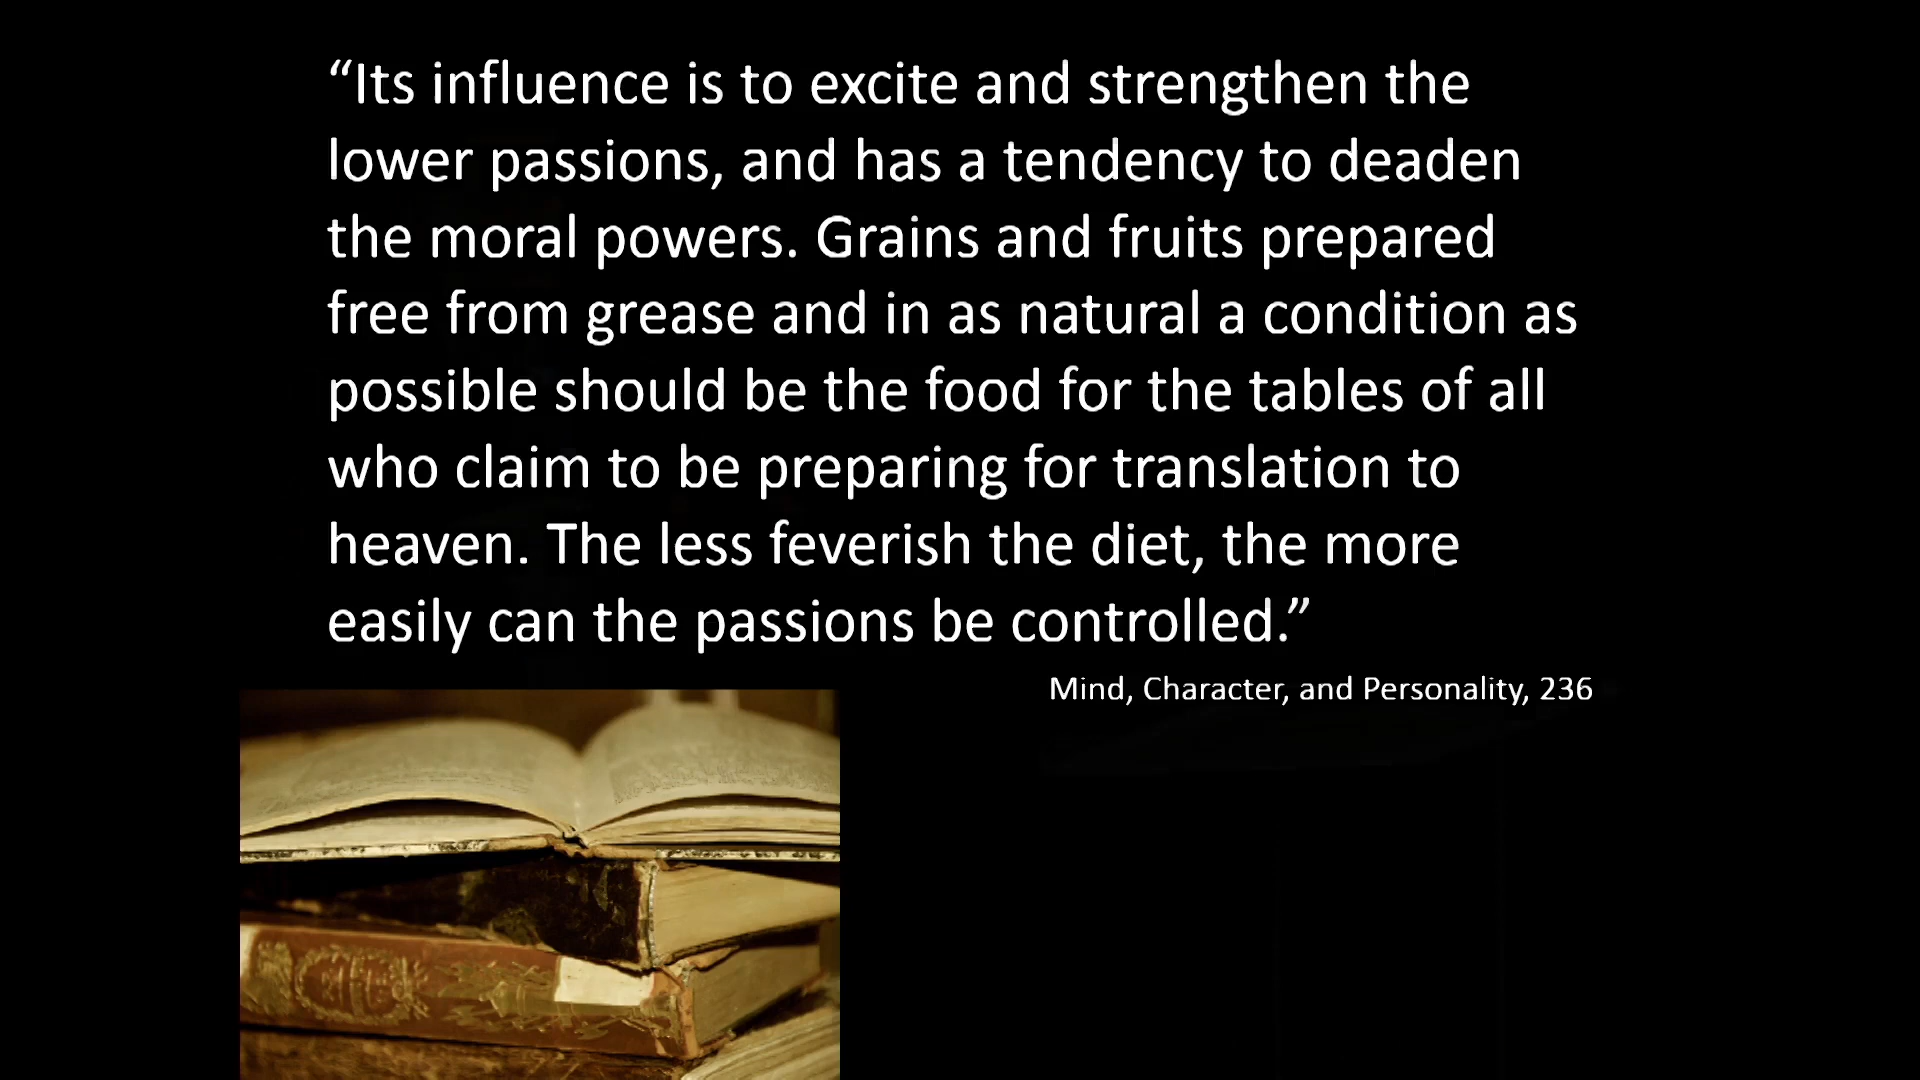 “Its influence is to excite and strengthen the
lower passions, and has a tendency to deaden
the moral powers. Grains and fruits prepared
free from grease and in as natural a condition as
possible should be the food for the tables of all
who claim to be preparing for translation to
heaven. The less feverish the diet, the more
easily can the passions be controlled.”
Mind, Character, and Personality, 236